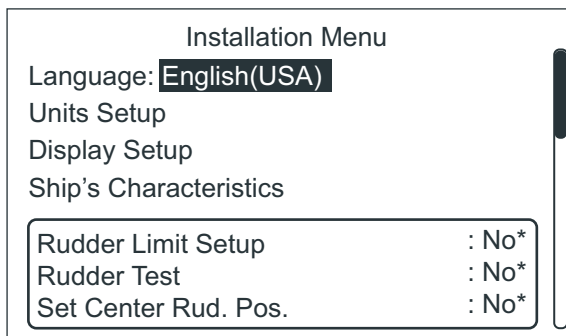 Installation Menu
Language: English(USA)
Units Setup
Display Setup
Ship's Characteristics
Rudder Limit Setup : No*
Rudder Test : No*
Set Center Rud. Pos. : No*